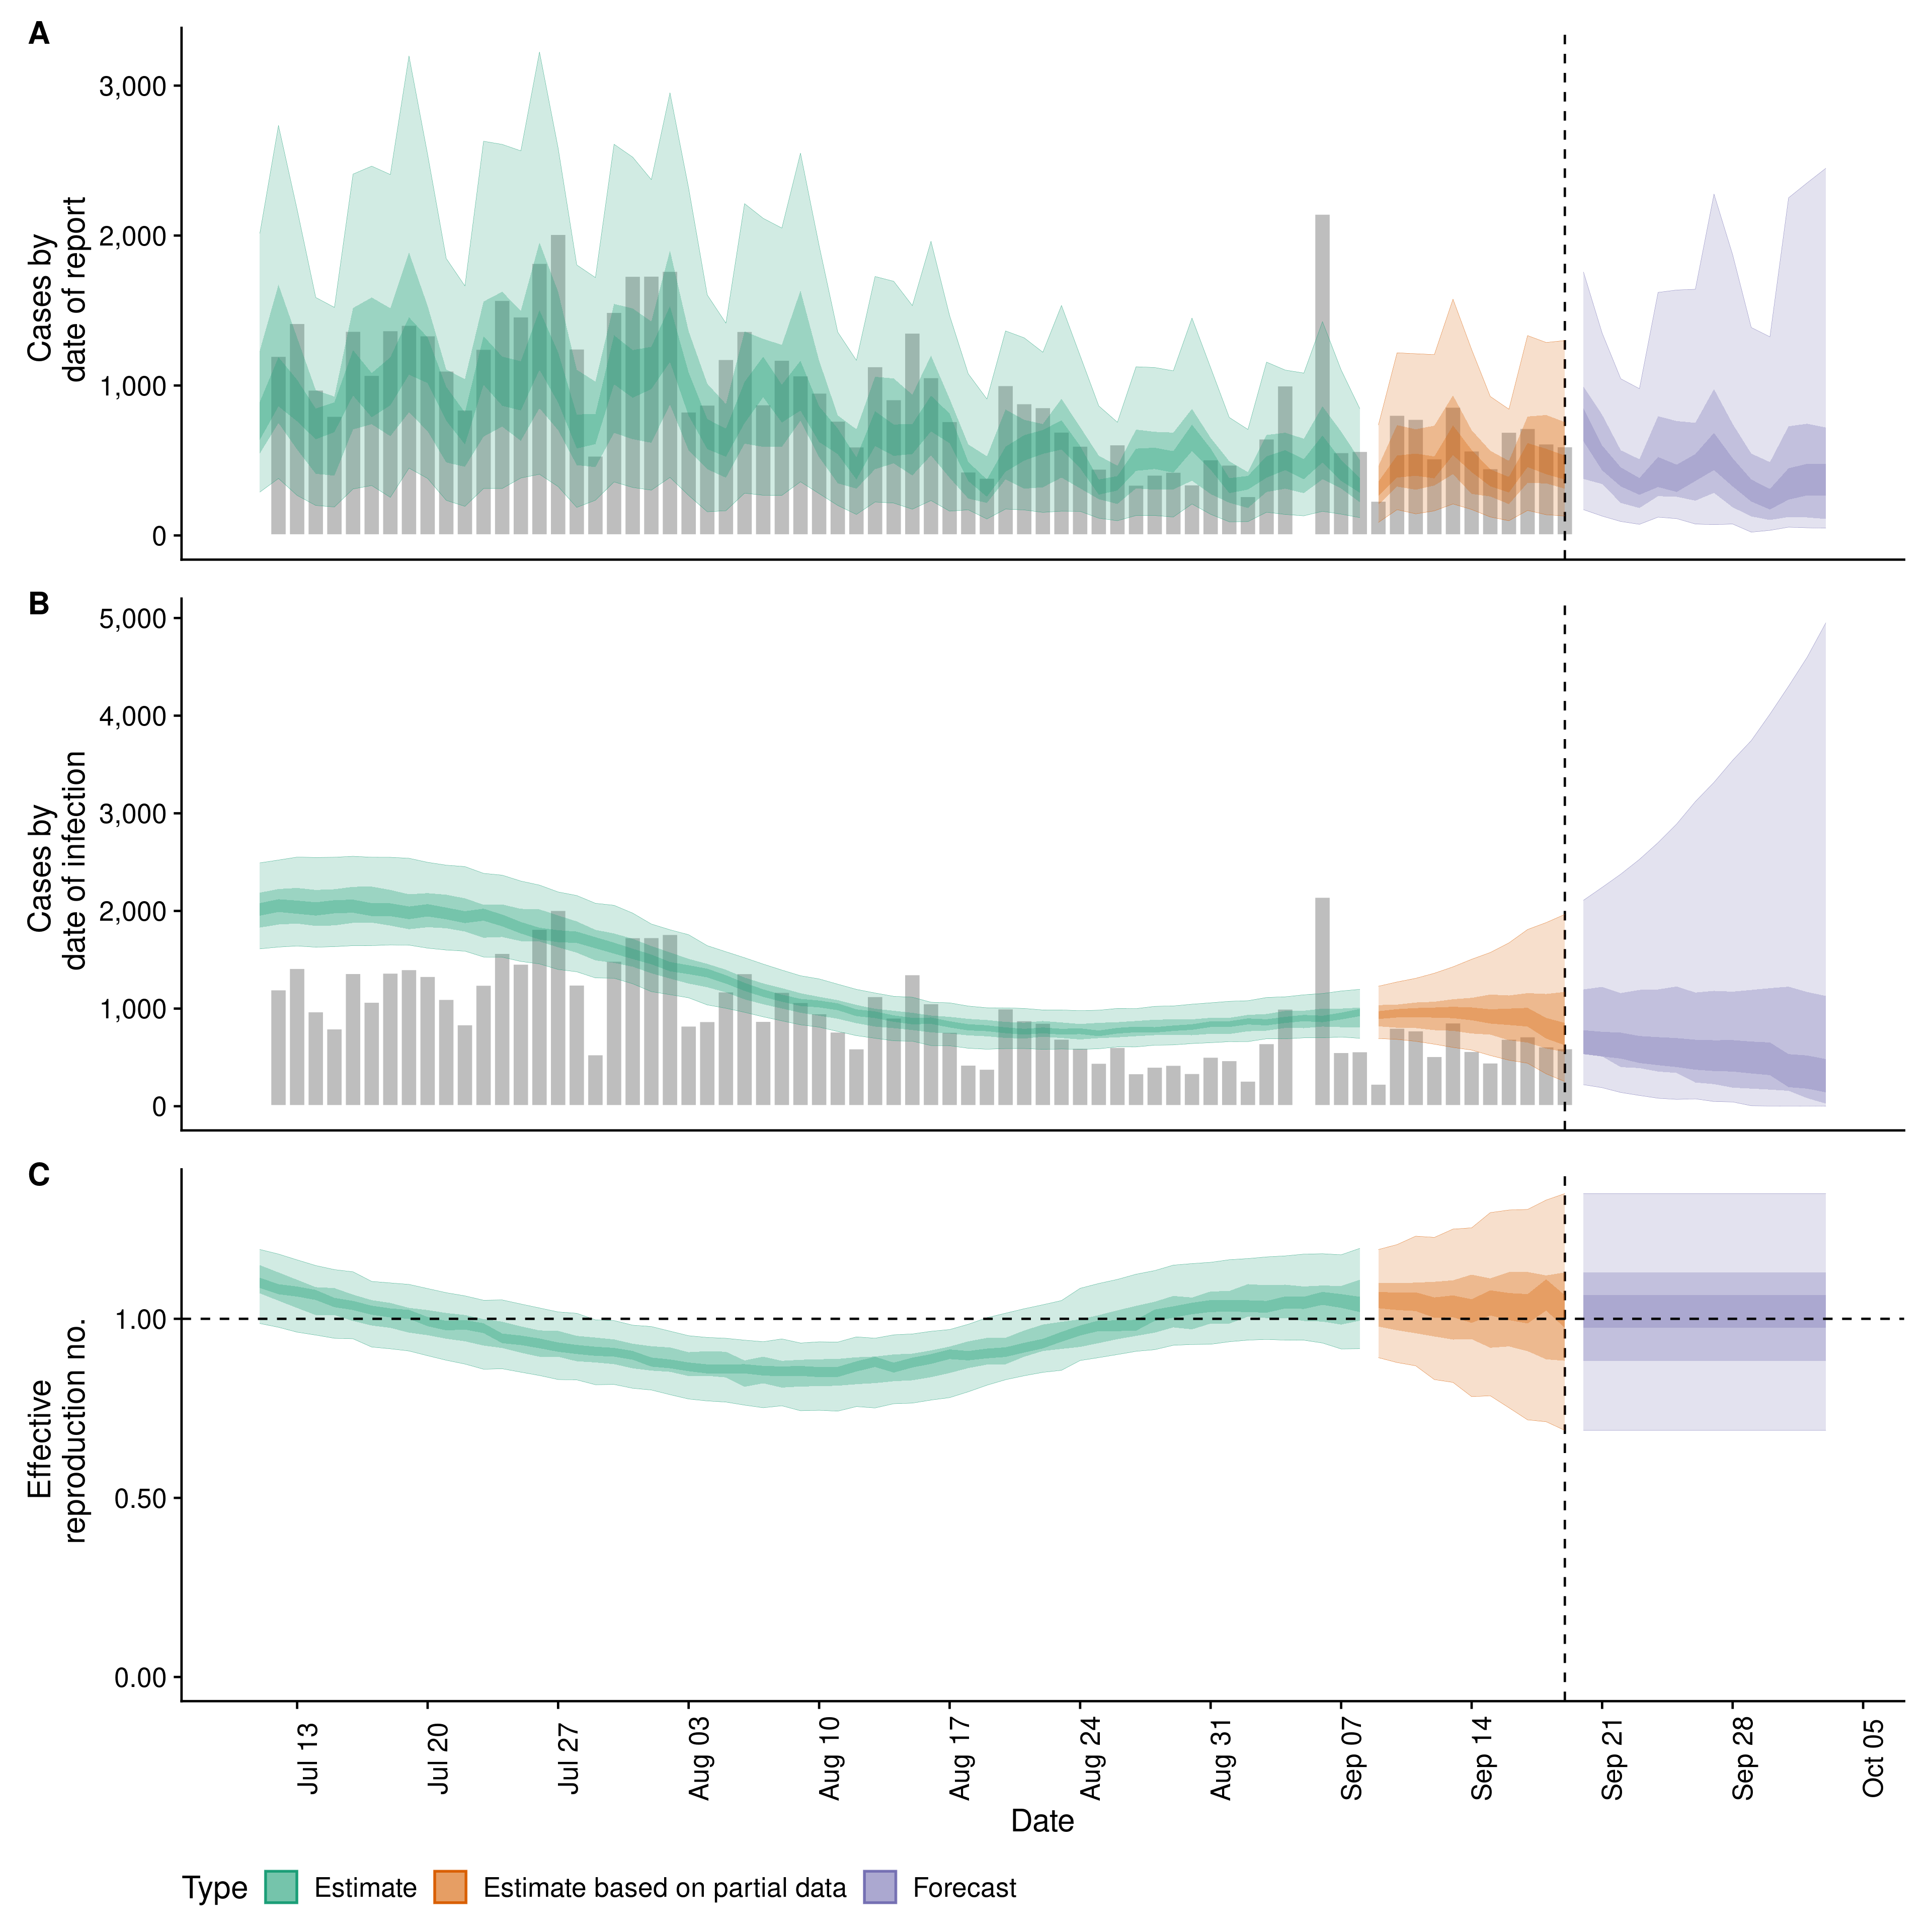 A
Cases by
date of report
3,000
2,000
1,000
0
B
Cases by
date of infection
5,000
4,000
3,000
2,000
1,000
0
C
Effective
reproduction no.
1.00
0.50
0.00
Jul 13
Jul 20
Jul 27
Aug 03
Aug 10
Aug 17
Aug 24
Aug 31
Sep 07
Sep 14
Sep 21
Sep 28
Oct 05
Date
Type Estimate Estimate based on partial data Forecast